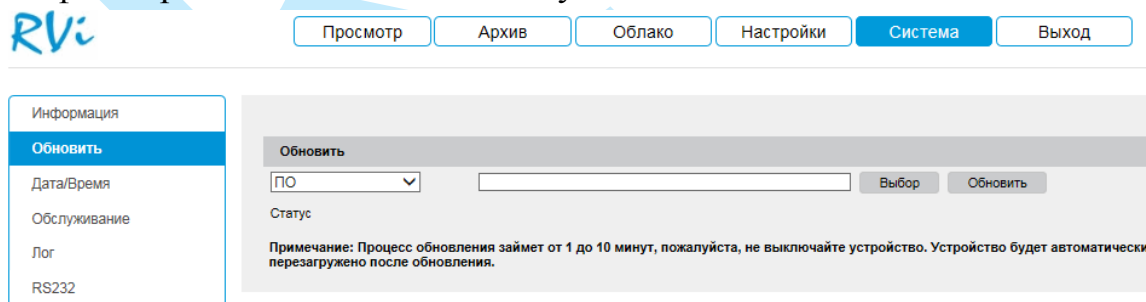 RVi
Просмотр Архив Облако Настройки Система Выход
Информация
Обновить
Дата/Время
Обслуживание
Лог
RS232
Обновить
ПО Выбор Обновить
Статус
Примечание: Процесс обновления займет от 1 до 10 минут, пожалуйста, не выключайте устройство. Устройство будет автоматически
перезагружено после обновления.